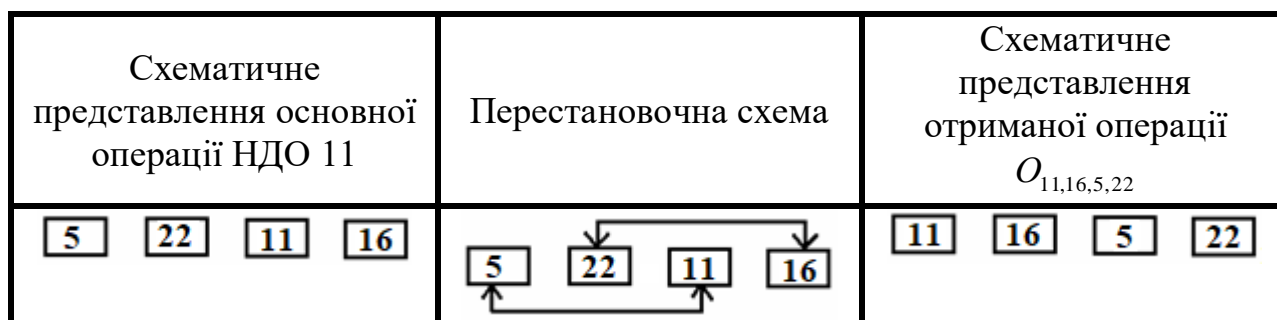 Схематичне
представлення основної
операції НДО 11
Перестановочна схема
Схематичне
представлення
отриманої операції
O11,16,5,22
5 22 11 16
5 22 11 16
11 16 5 22